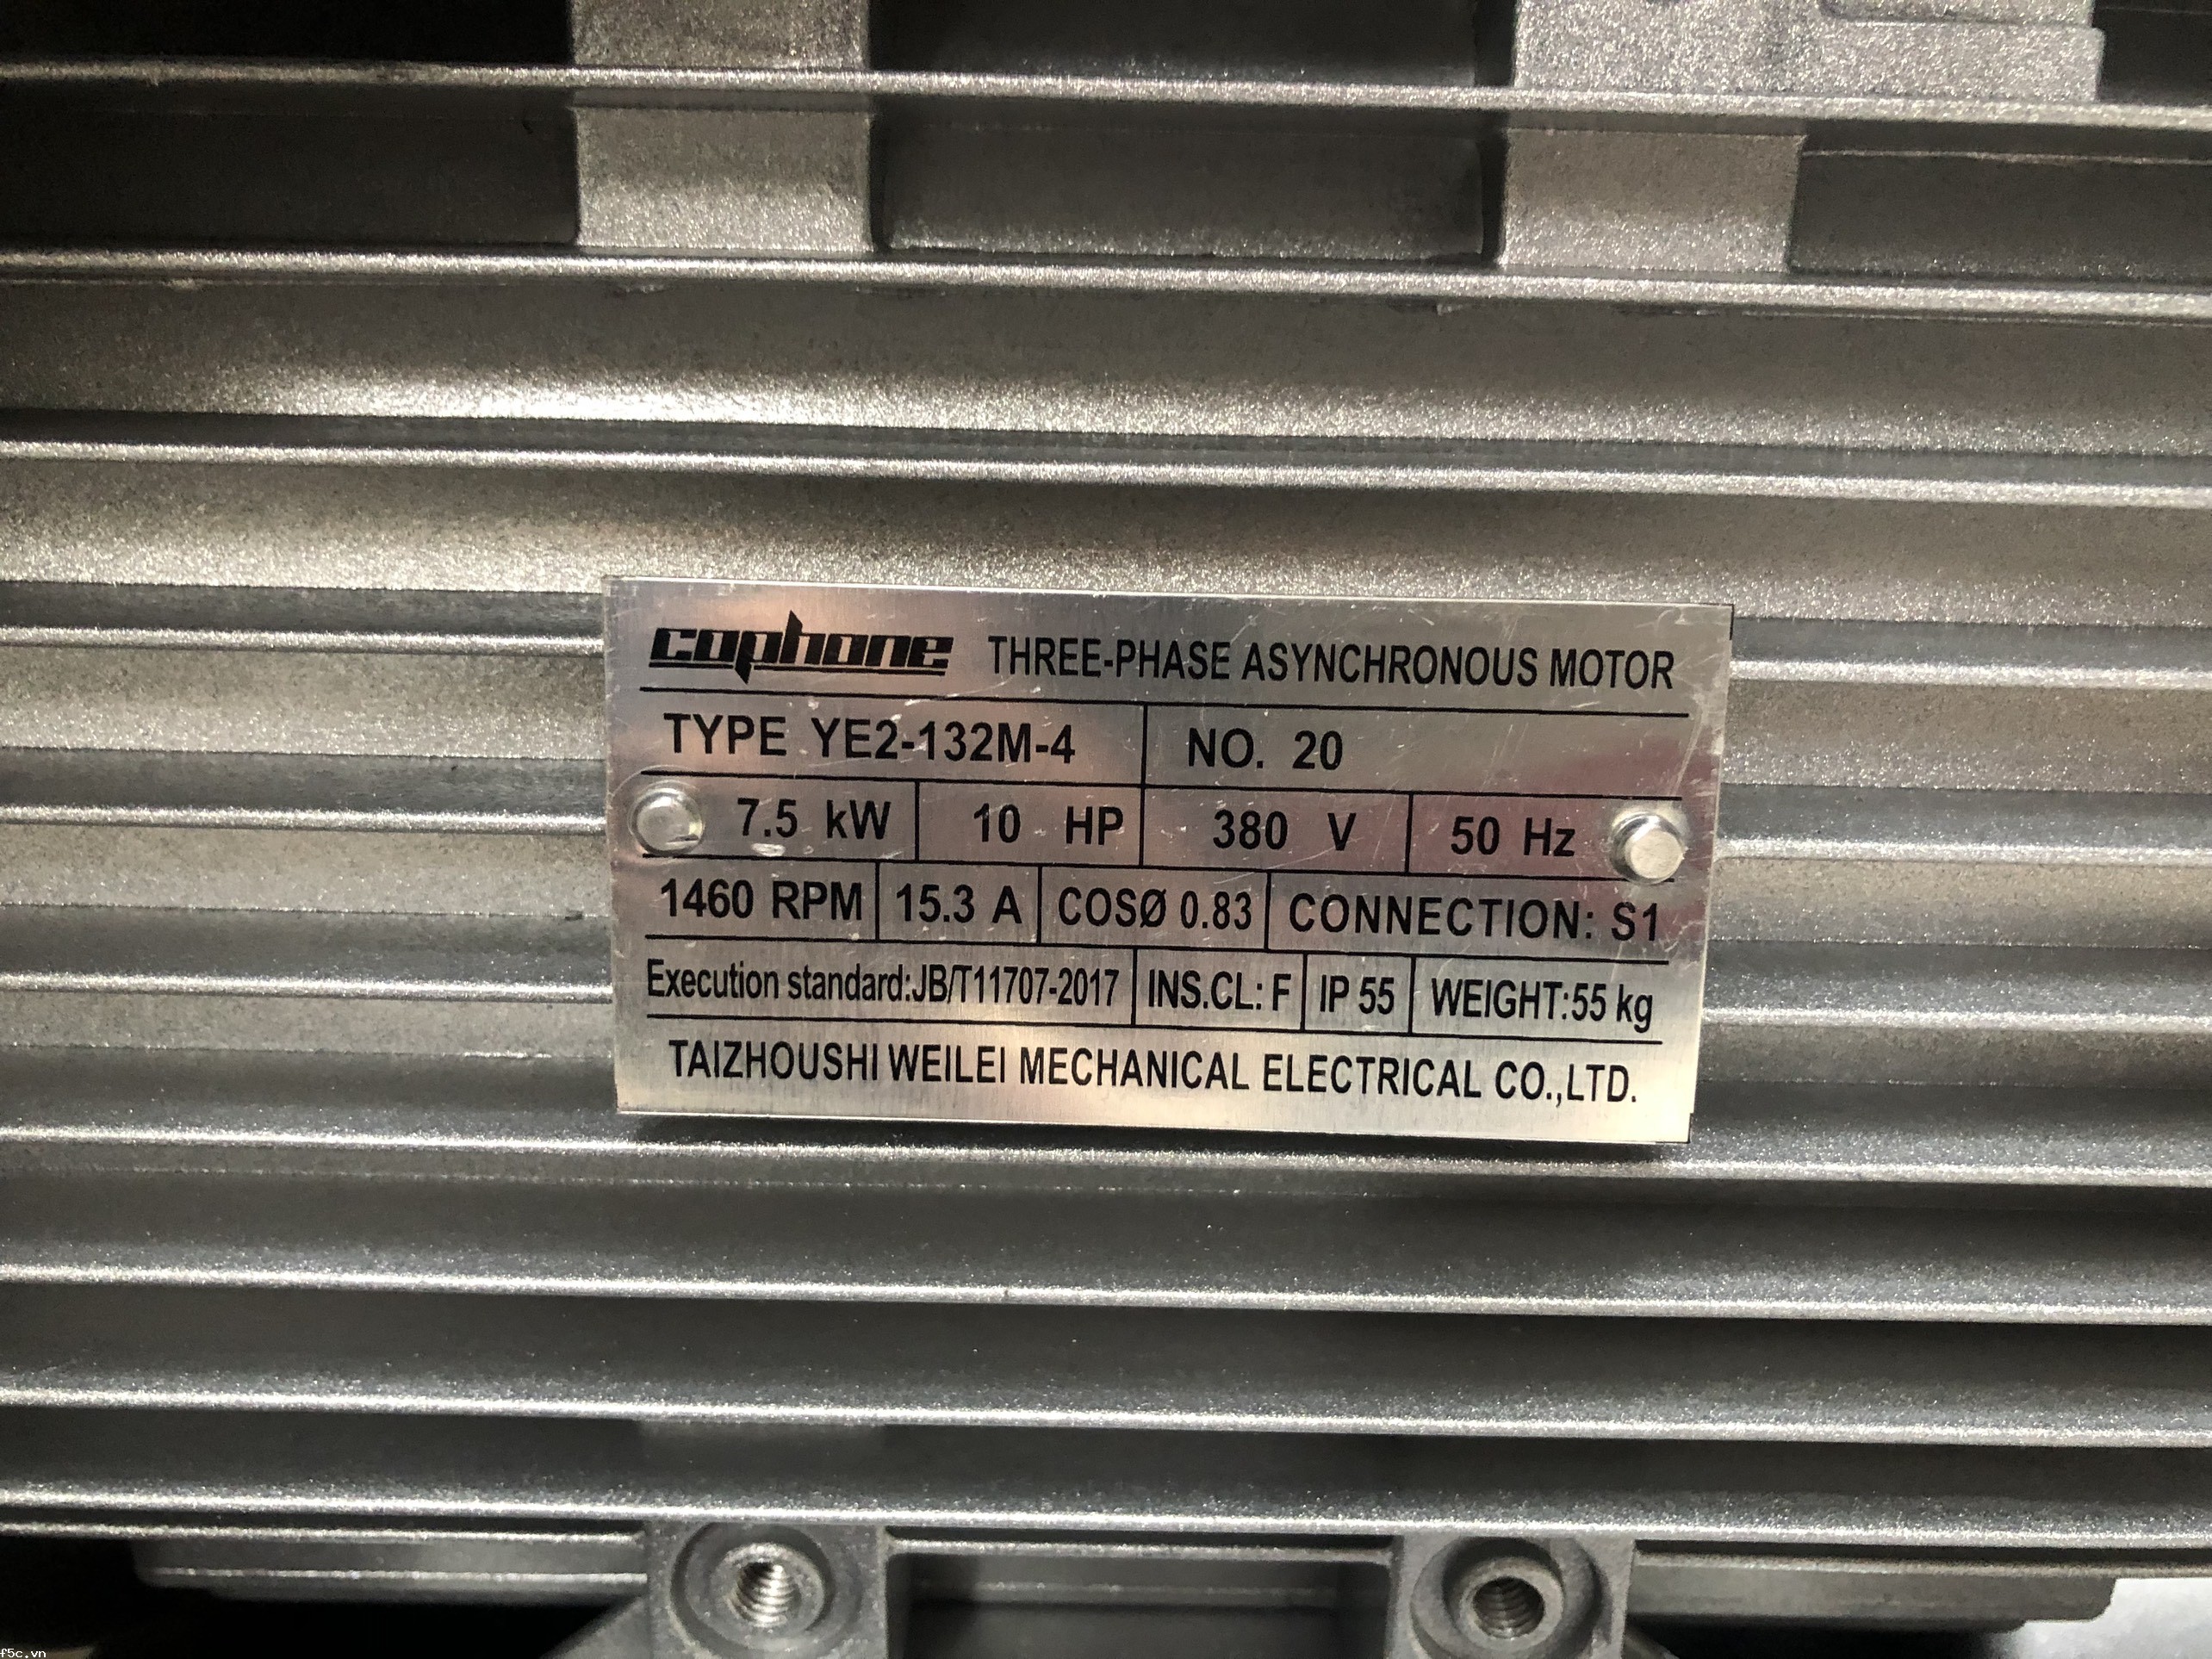 cophone THREE-PHASE ASYNCHRONOUS MOTOR
TYPE YE2-132M-4 NO. 20
7.5 kW 10 HP 380 V 50 Hz
1460 RPM 15.3 A COSØ 0.83 CONNECTION: S1
Execution standard:JB/T11707-2017 INS.CL: F IP 55 WEIGHT:55 kg
TAIZHOUSHI WEILEI MECHANICAL ELECTRICAL CO.,LTD.
f5c.vn